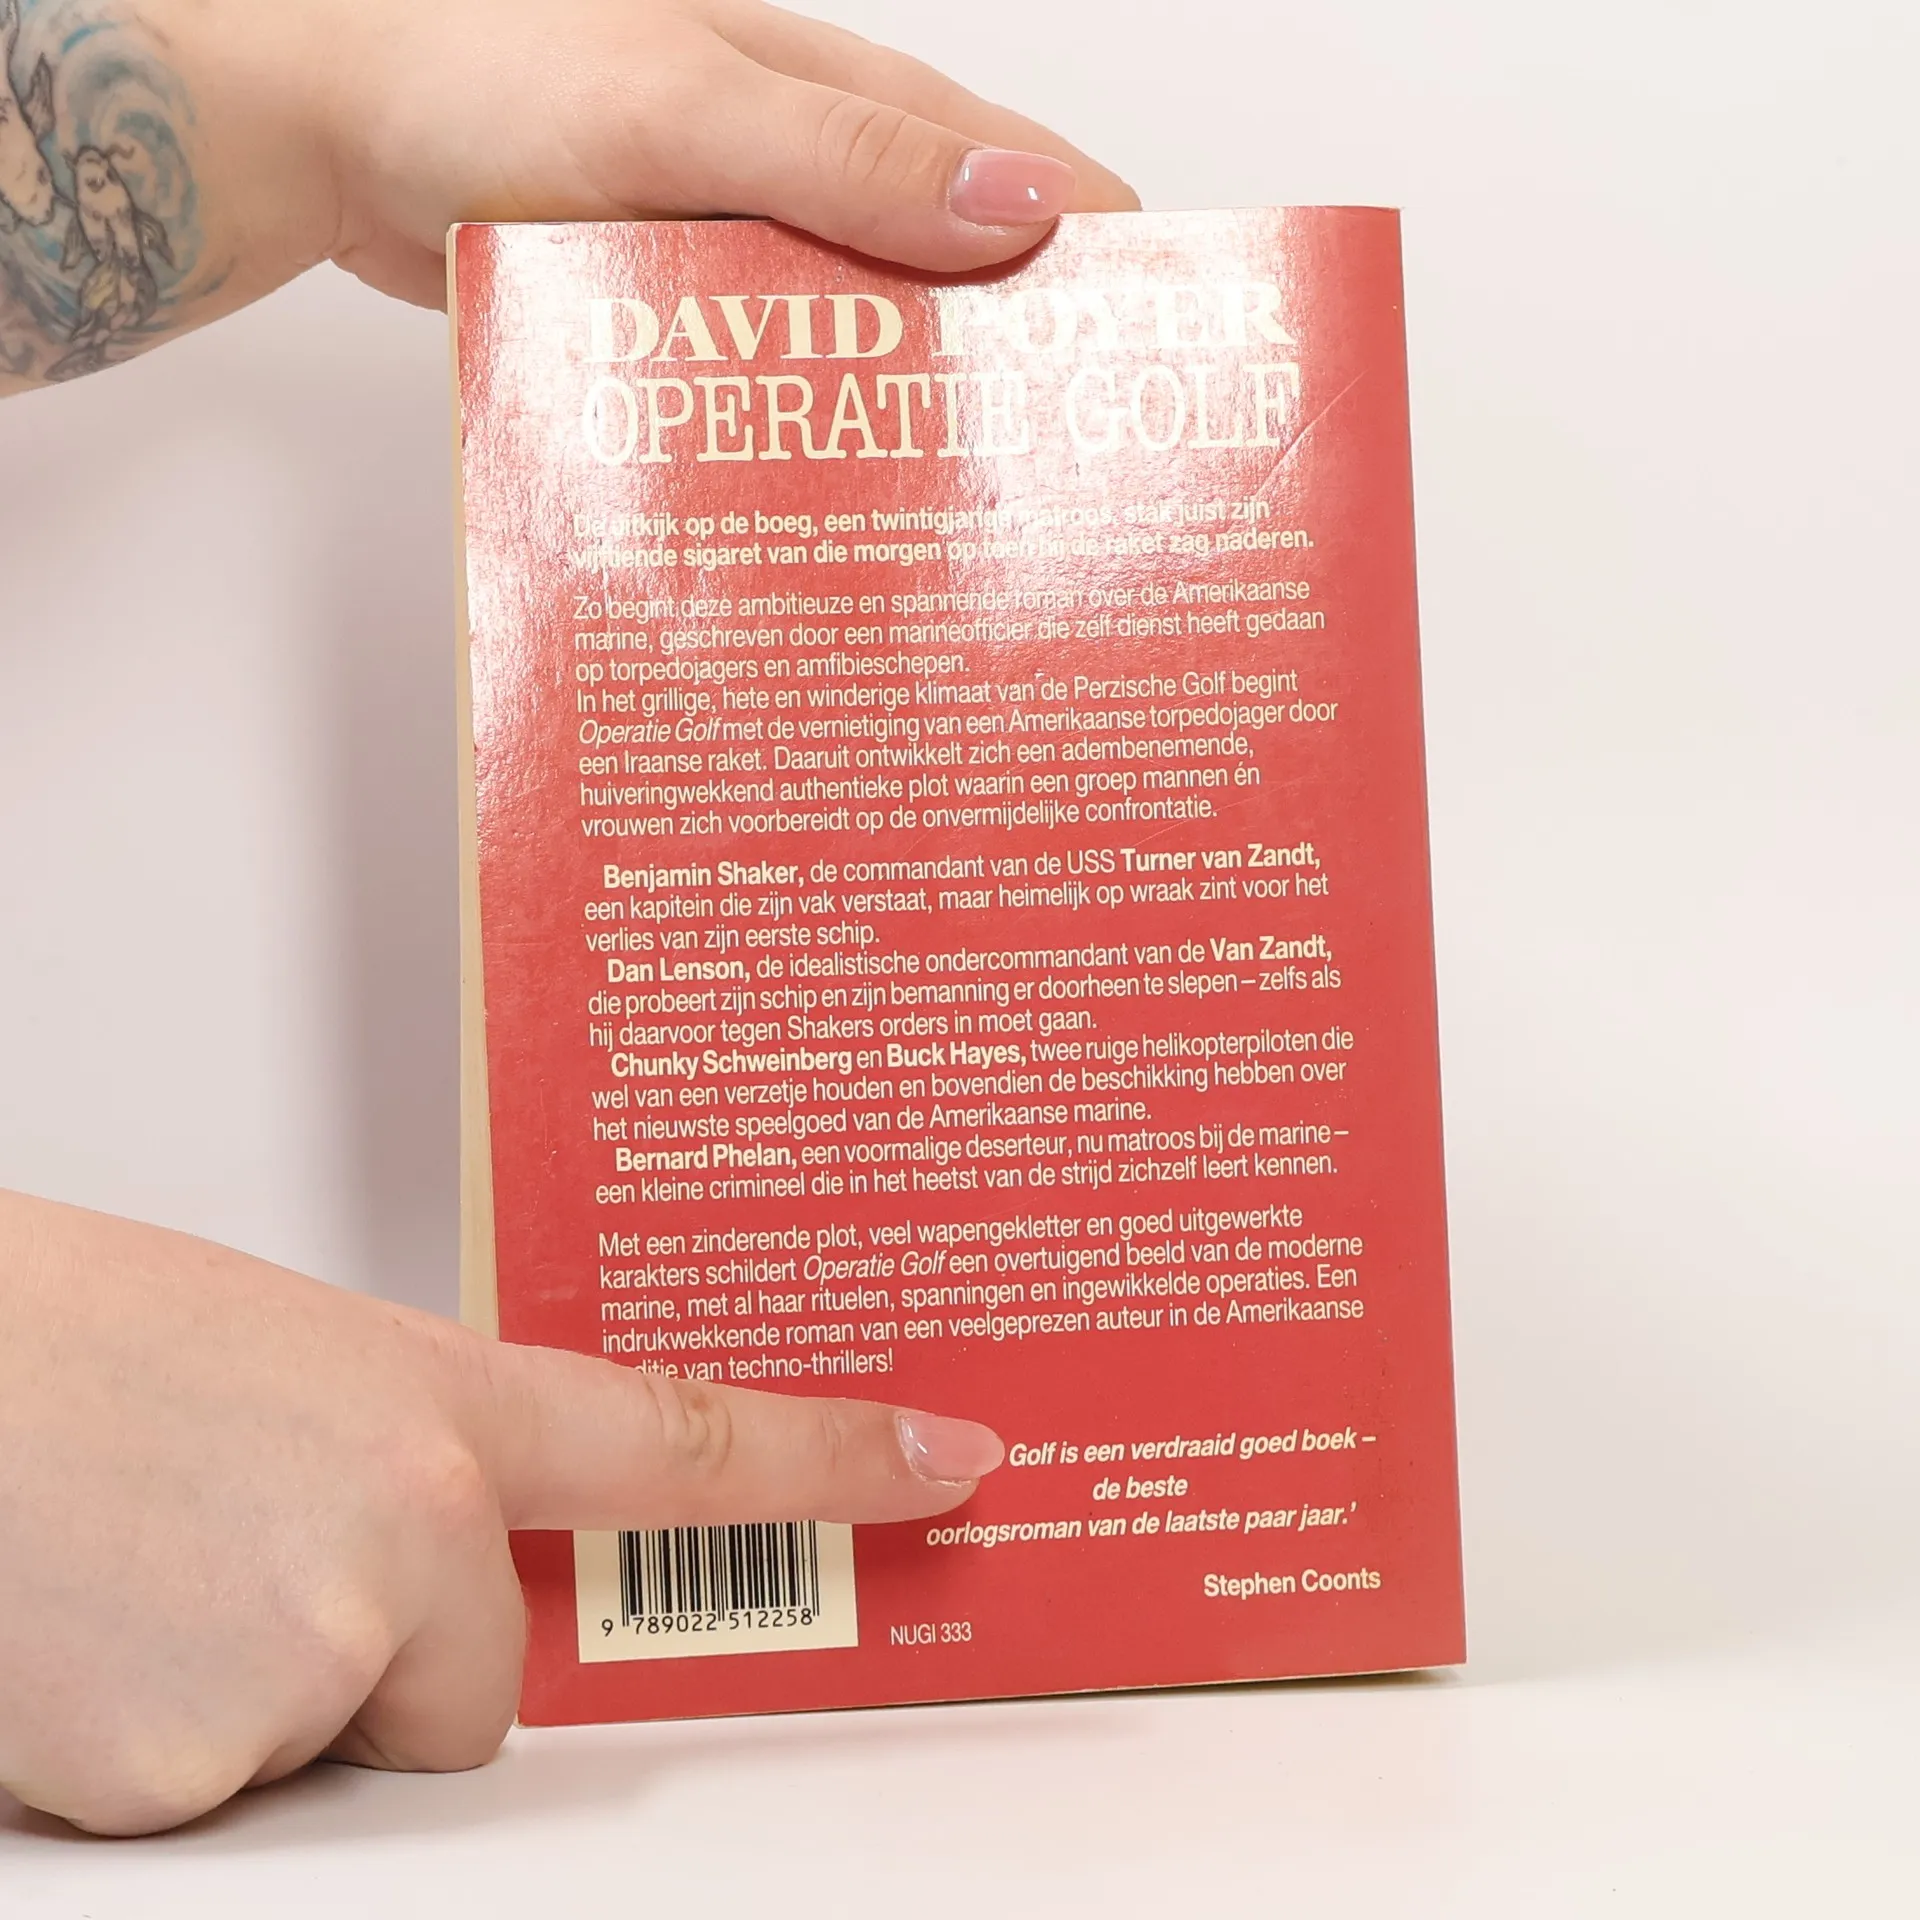 DAVID POYER
OPERATIE GOLF
De uitkijk op de boeg, een twintigjarige matroos, stak juist zijn
vijftiende sigaret van die morgen op toen hij de raket zag naderen.
Zo begint deze ambitieuze en spannende roman over de Amerikaanse
marine, geschreven door een marineofficier die zélf dienst heeft gedaan
op torpedojagers en amfibieschepen.
In het grillige, hete en winderige klimaat van de Perzische Golf begint
Operatie Golf met de vernietiging van een Amerikaanse torpedojager door
een Iraanse raket. Daaruit ontwikkelt zich een adembenemende,
huiveringwekkend authentieke plot waarin een groep mannen én
vrouwen zich voorbereidt op de onvermijdelijke confrontatie.
Benjamin Shaker, de commandant van de USS Turner van Zandt,
een kapitein die zijn vak verstaat, maar heimelijk op wraak zint voor het
verlies van zijn eerste schip.
Dan Lenson, de idealistische ondercommandant van de Van Zandt,
die probeert zijn schip en zijn bemanning er doorheen te slepen – zelfs als
hij daarvoor tegen Shakers orders in moet gaan.
Chunky Schweinberg en Buck Hayes, twee ruige helikopterpiloten die
wel van een verzetje houden en bovendien de beschikking hebben over
het nieuwste speelgoed van de Amerikaanse marine.
Bernard Phelan, een voormalige deserteur, nu matroos bij de marine –
een kleine crimineel die in het heetst van de strijd zichzelf leert kennen.
Met een zinderende plot, veel wapengekletter en goed uitgewerkte
karakters schildert Operatie Golf een overtuigend beeld van de moderne
marine, met al haar rituelen, spanningen en ingewikkelde operaties. Een
indrukwekkende roman van een veelgeprezen auteur in de Amerikaanse
van techno-thrillers!
Golf is een verdraaid goed boek –
de beste
oorlogsroman van de laatste paar jaar.'
Stephen Coonts
9 789022 512258
NUGI 333